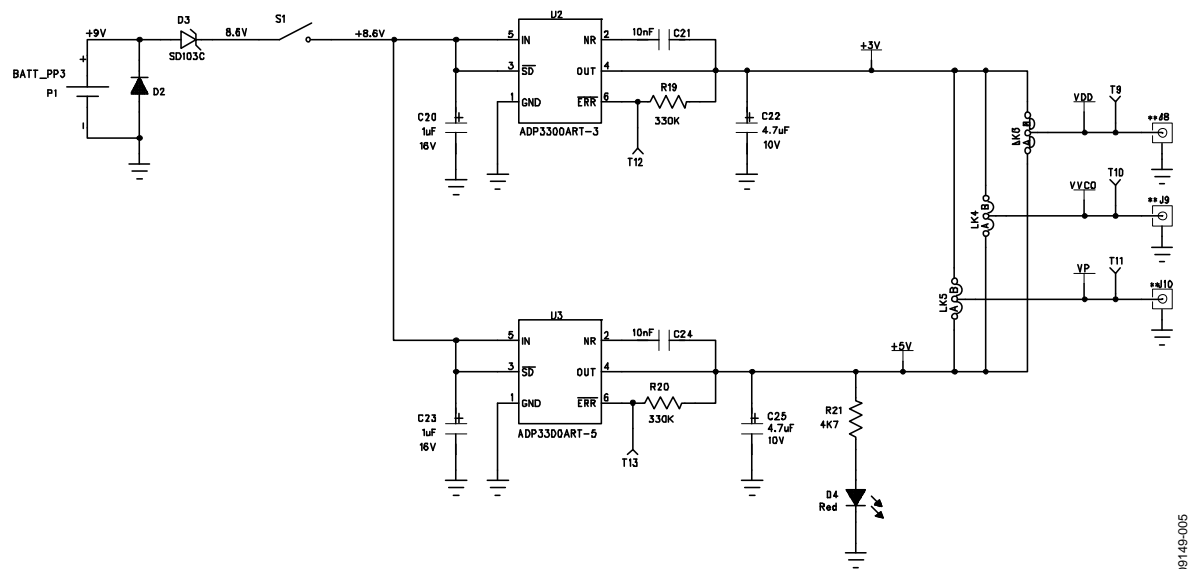 +9V
D3
SD103C
8.6V
S1
+8.6V
BATT_PP3
P1
+
-
D2
U2
5 IN
NR 2
10nF C21
3 SD
OUT 4
1 GND
ERR 6
R19
330K
ADP3300ART-3
T12
C20
1uF
16V
+
C22
4.7uF
10V
+
+3V
LK6
B
A
VDD
T9
**J8
LK4
B
A
VVCO
T10
**J9
LK5
B
A
VP
T11
**J10
U3
5 IN
NR 2
10nF C24
3 SD
OUT 4
1 GND
ERR 6
R20
330K
ADP3300ART-5
T13
C23
1uF
16V
+
C25
4.7uF
10V
+
+5V
R21
4K7
D4
Red
09149-005